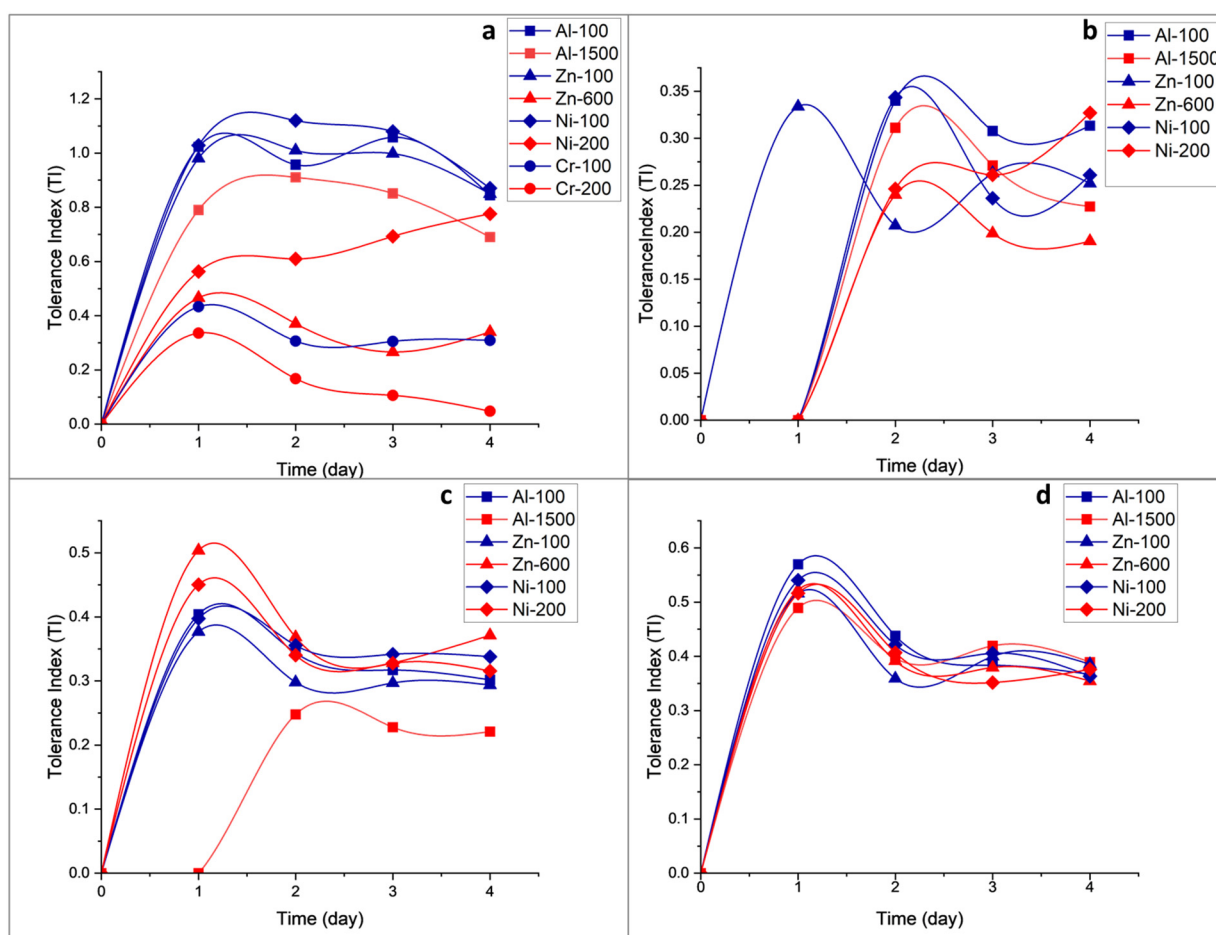 a
Al-100
Al-1500
Zn-100
Zn-600
Ni-100
Ni-200
Cr-100
Cr-200
Tolerance Index (TI)
1.2
1.0
0.8
0.6
0.4
0.2
0.0
0 1 2 3 4
Time (day)
b
Al-100
Al-1500
Zn-100
Zn-600
Ni-100
Ni-200
ToleranceIndex (TI)
0.35
0.30
0.25
0.20
0.15
0.10
0.05
0.00
0 1 2 3 4
Time (day)
c
Al-100
Al-1500
Zn-100
Zn-600
Ni-100
Ni-200
Tolerance Index (TI)
0.5
0.4
0.3
0.2
0.1
0.0
0 1 2 3 4
Time (day)
d
Al-100
Al-1500
Zn-100
Zn-600
Ni-100
Ni-200
Tolerance Index (TI)
0.6
0.5
0.4
0.3
0.2
0.1
0.0
0 1 2 3 4
Time (day)